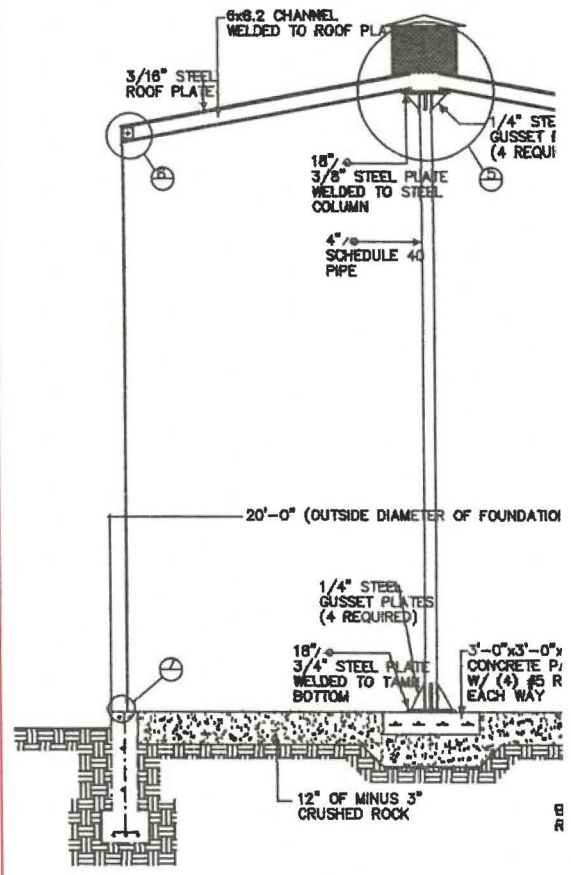 6x8.2 CHANNEL
WELDED TO ROOF PLA
3/16" STEEL
ROOF PLATE
1/4" STE
GUSSET
(4 REQUI
6
5
18"/
3/8" STEEL PLATE
WELDED TO STEEL
COLUMN
4"/
SCHEDULE 40
PIPE
20'-0" (OUTSIDE DIAMETER OF FOUNDATIO
1/4" STEEL
GUSSET PLATES
(4 REQUIRED)
18"/
3/4" STEEL PLATE
WELDED TO TANK
BOTTOM
3'-0"x3'-0"x
CONCRETE PA
W/ (4) #5 R
EACH WAY
7
12" OF MINUS 3"
CRUSHED ROCK